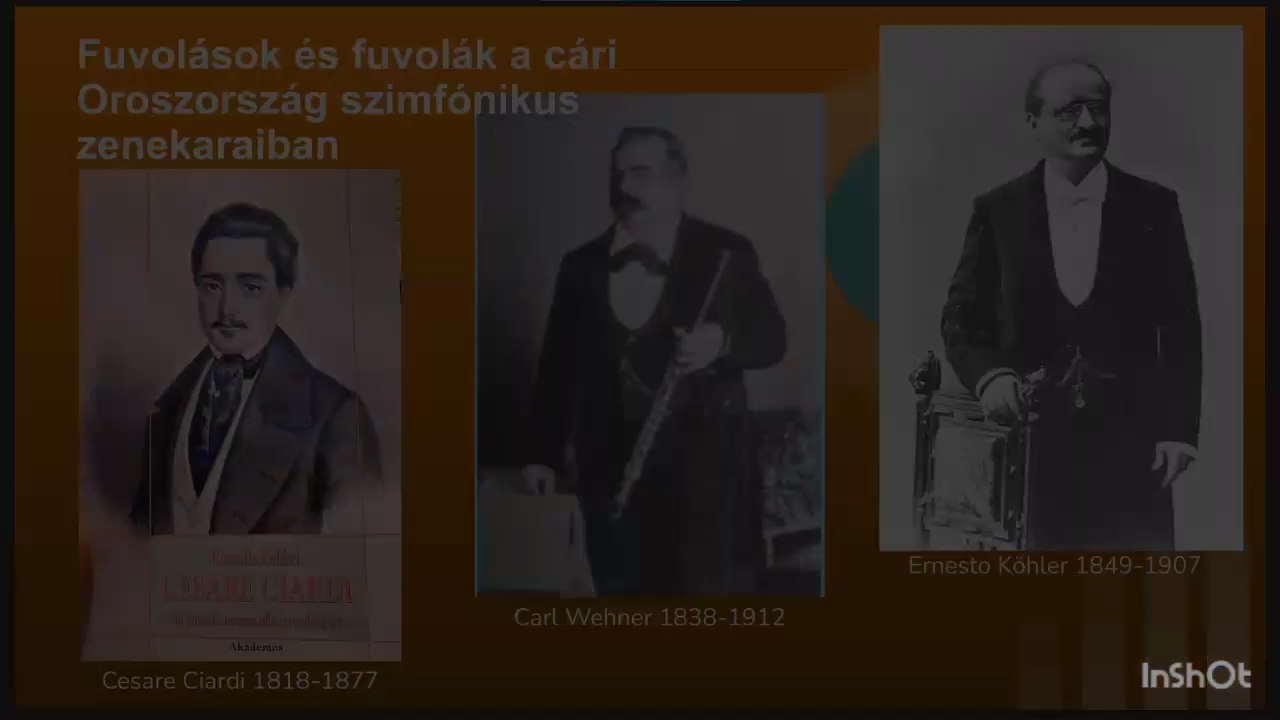 Fuvolások és fuvolák a cári
Oroszország szimfónikus
zenekaraiban
CESARE CIARDI
Akademos
Cesare Ciardi 1818-1877
Carl Wehner 1838-1912
Ernesto Köhler 1849-1907
InShOt